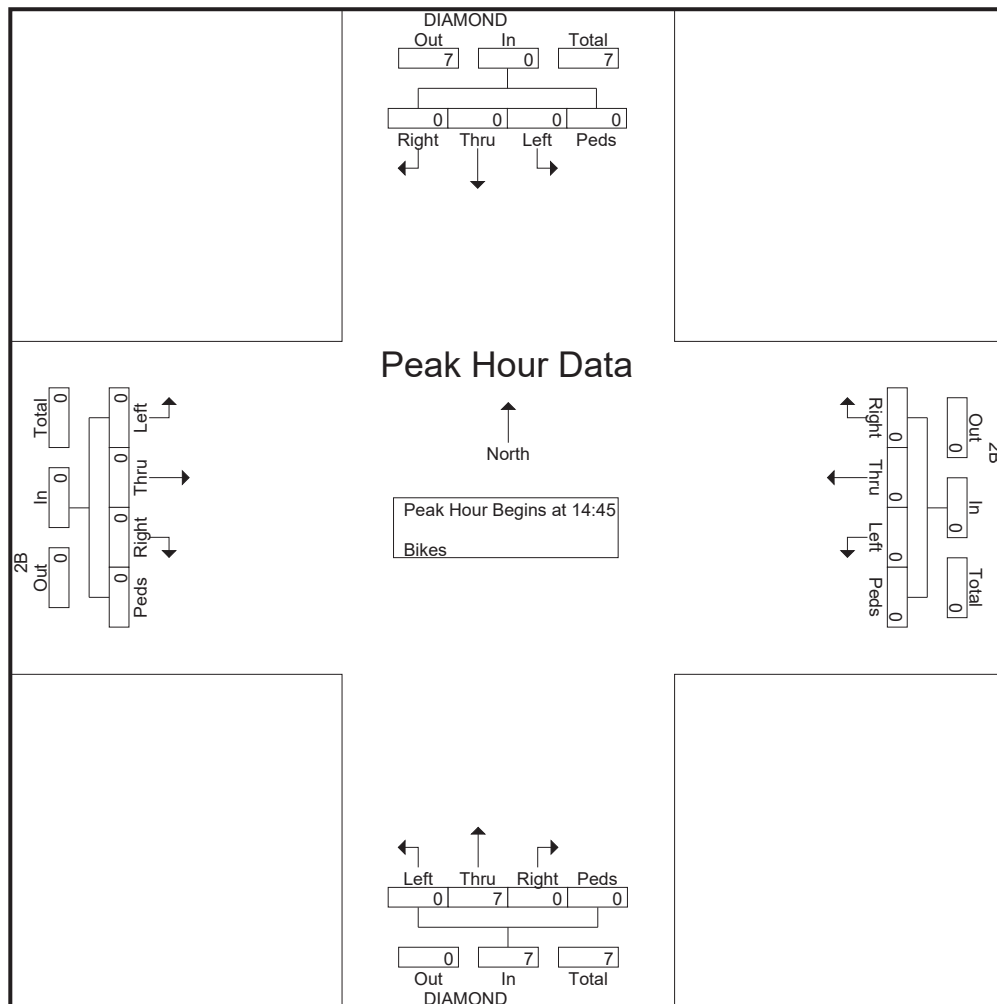 DIAMOND
Out In Total
7 0 7
0 0 0 0
Right Thru Left Peds
Peak Hour Data
North
Peak Hour Begins at 14:45
Bikes
2B
Out In Total
0 0 0
0 0 0 0
Left Thru Right Peds
2B
Out In Total
0 0 0
0 0 0 0
Right Thru Left Peds
Left Thru Right Peds
0 7 0 0
0 7 7
Out In Total
DIAMOND